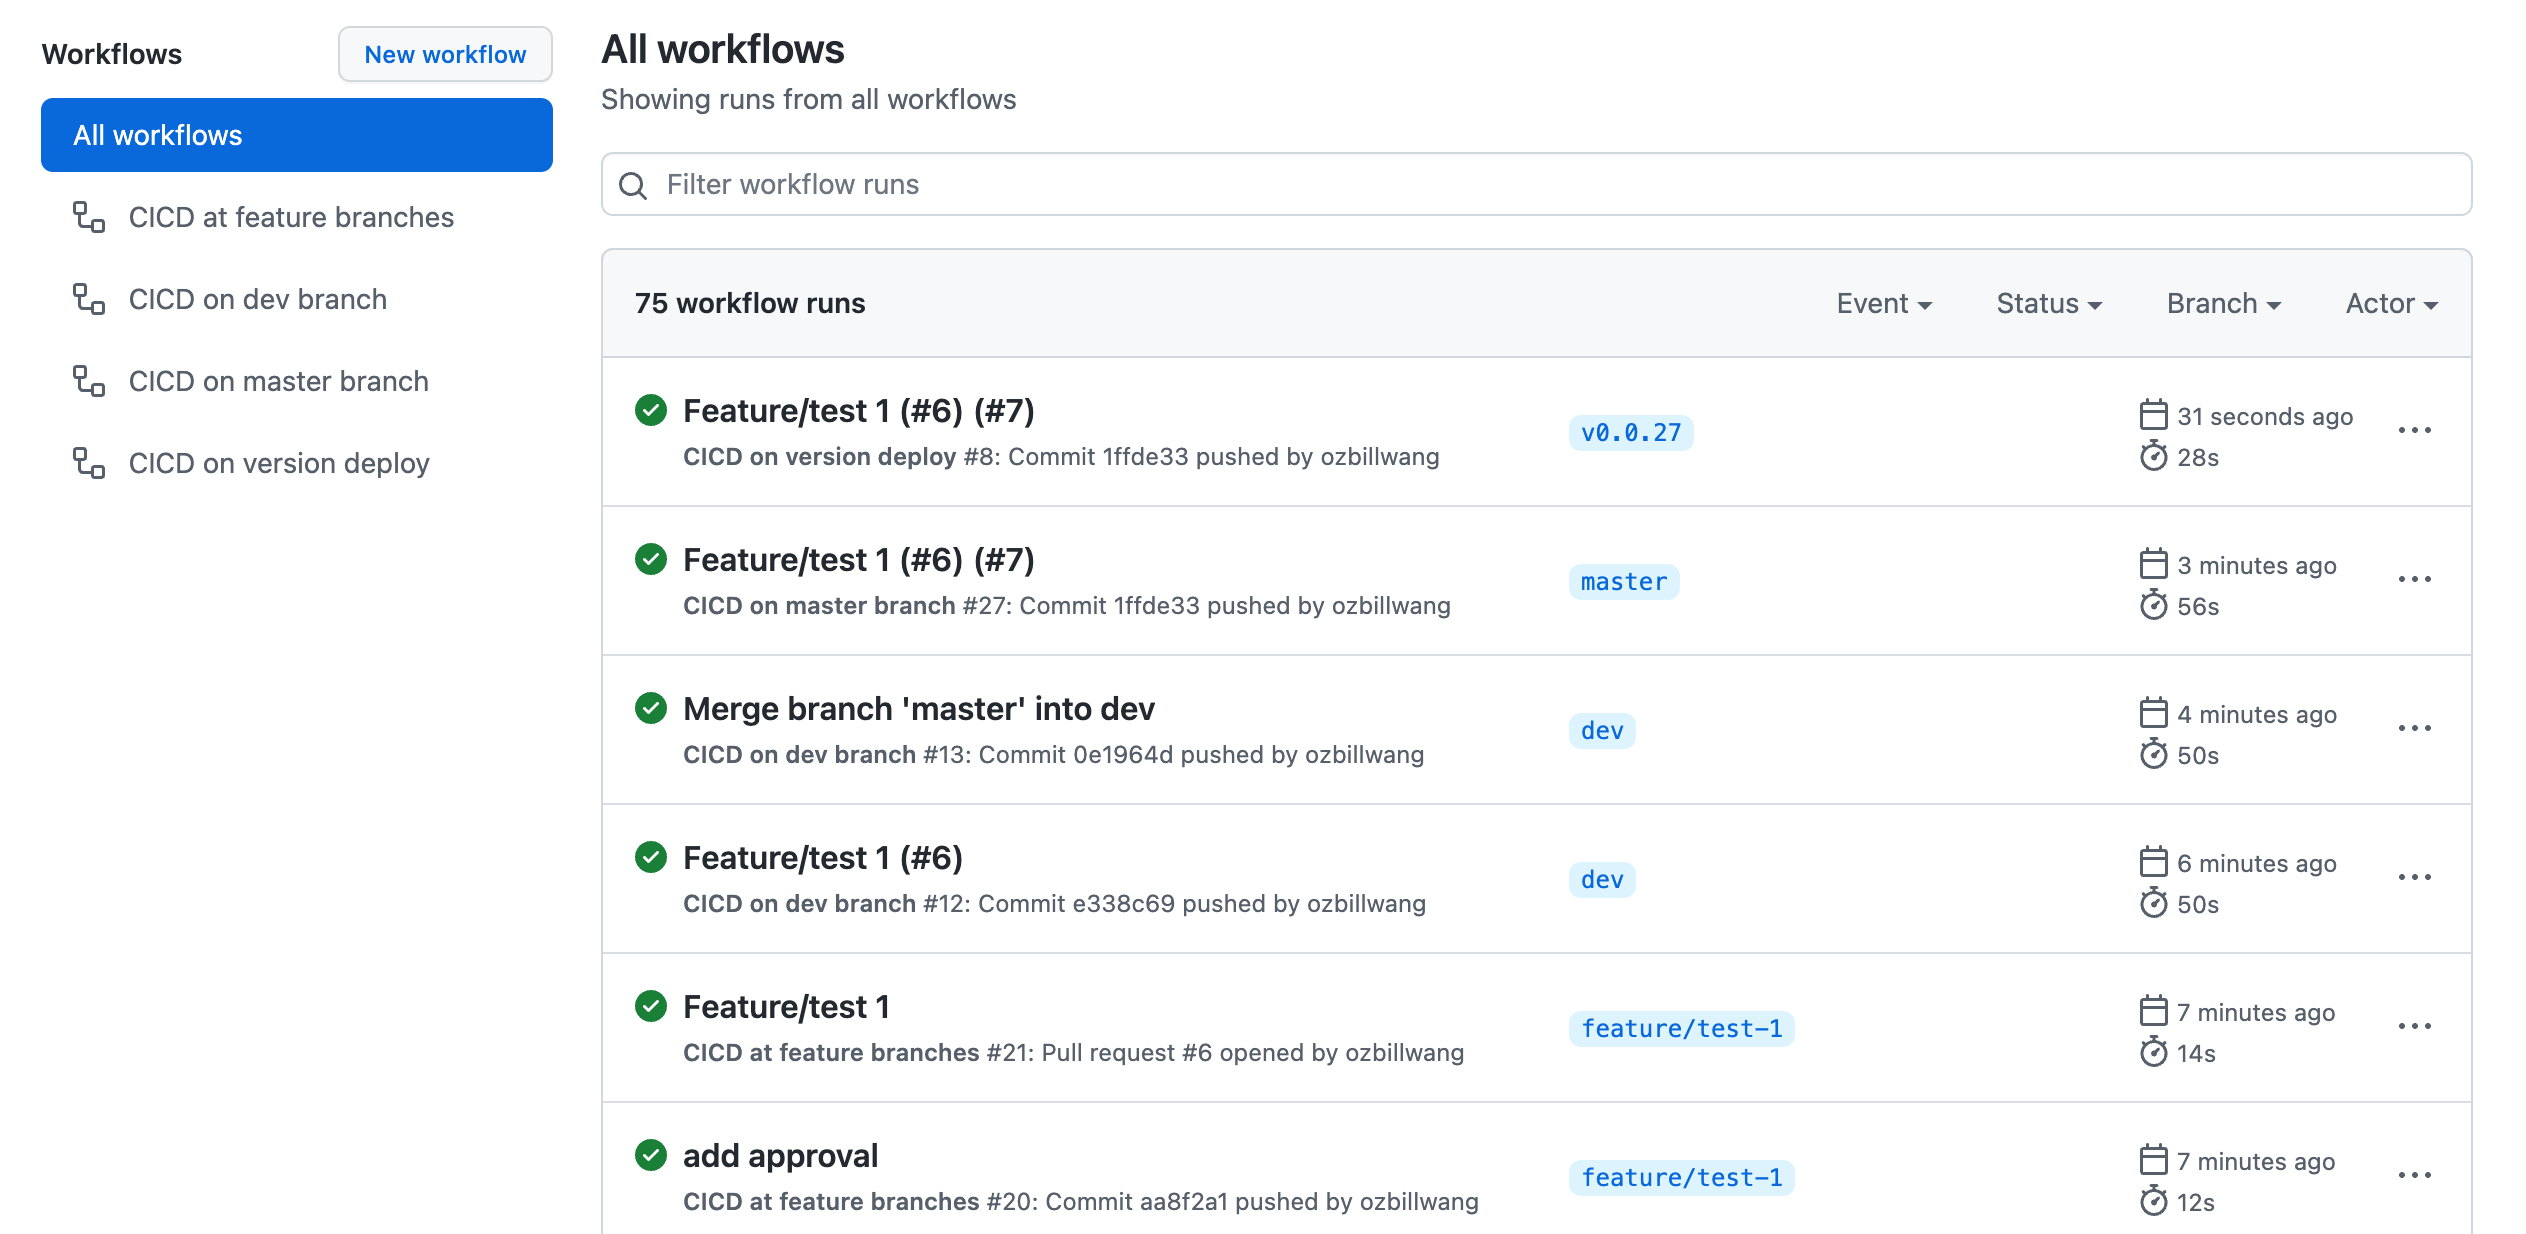 Workflows
New workflow
All workflows
CICD at feature branches
CICD on dev branch
CICD on master branch
CICD on version deploy
All workflows
Showing runs from all workflows
Filter workflow runs
75 workflow runs
Event
Status
Branch
Actor
Feature/test 1 (#6) (#7)
CICD on version deploy #8: Commit 1ffde33 pushed by ozbillwang
v0.0.27
31 seconds ago
28s
Feature/test 1 (#6) (#7)
CICD on master branch #27: Commit 1ffde33 pushed by ozbillwang
master
3 minutes ago
56s
Merge branch 'master' into dev
CICD on dev branch #13: Commit 0e1964d pushed by ozbillwang
dev
4 minutes ago
50s
Feature/test 1 (#6)
CICD on dev branch #12: Commit e338c69 pushed by ozbillwang
dev
6 minutes ago
50s
Feature/test 1
CICD at feature branches #21: Pull request #6 opened by ozbillwang
feature/test-1
7 minutes ago
14s
add approval
CICD at feature branches #20: Commit aa8f2a1 pushed by ozbillwang
feature/test-1
7 minutes ago
12s